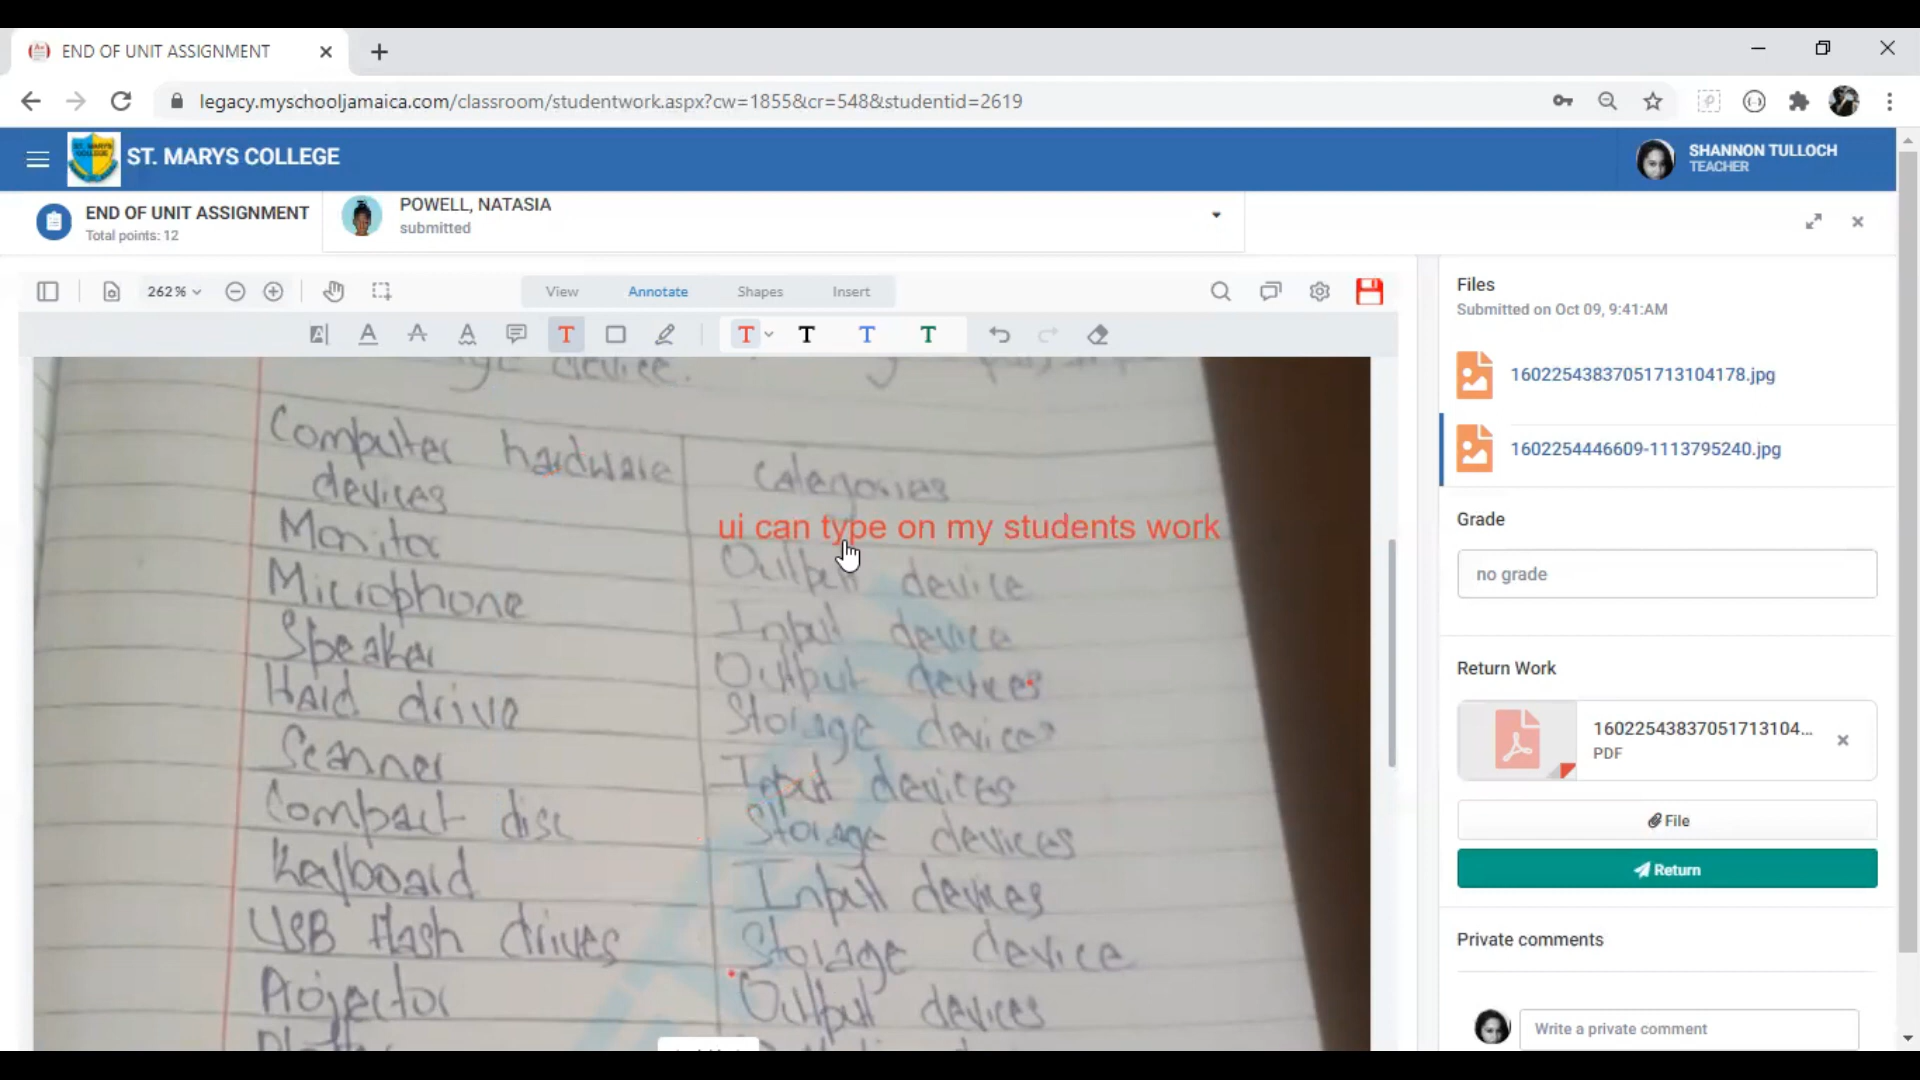 END OF UNIT ASSIGNMENT
legacy.myschooljamaica.com/classroom/studentwork.aspx?cw=1855&cr=548&studentid=2619
ST. MARYS COLLEGE
SHANNON TULLOCH
TEACHER
END OF UNIT ASSIGNMENT
Total points: 12
POWELL, NATASIA
submitted
262%
View
Annotate
Shapes
Insert
device.
Computer hardware
devices
Categories
ui can type on my students work
Monitor
Output device
Microphone
Input device
Speaker
Output devices
Hard drive
Storage devices
Scanner
Input devices
Compact disc
Storage devices
Keyboard
Input devices
USB flash drives
Storage device
Projector
Output devices
Files
Submitted on Oct 09, 9:41AM
16022543837051713104178.jpg
1602254446609-1113795240.jpg
Grade
no grade
Return Work
16022543837051713104...
PDF
File
Return
Private comments
Write a private comment